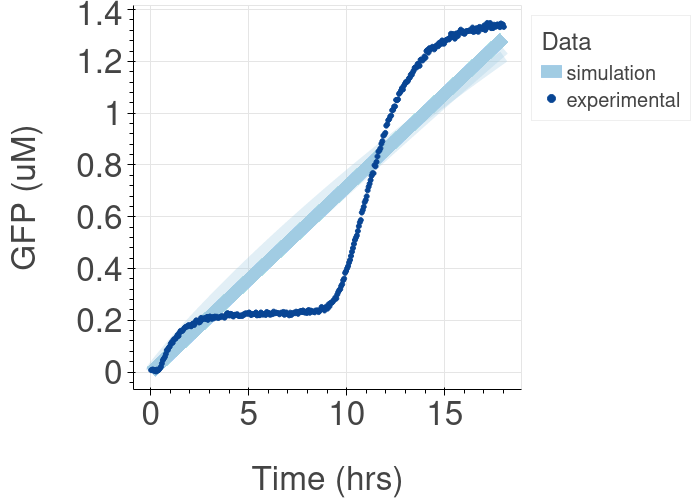 GFP (uM)
1.4
1.2
1
0.8
0.6
0.4
0.2
0
0 5 10 15
Time (hrs)
Data
simulation
experimental